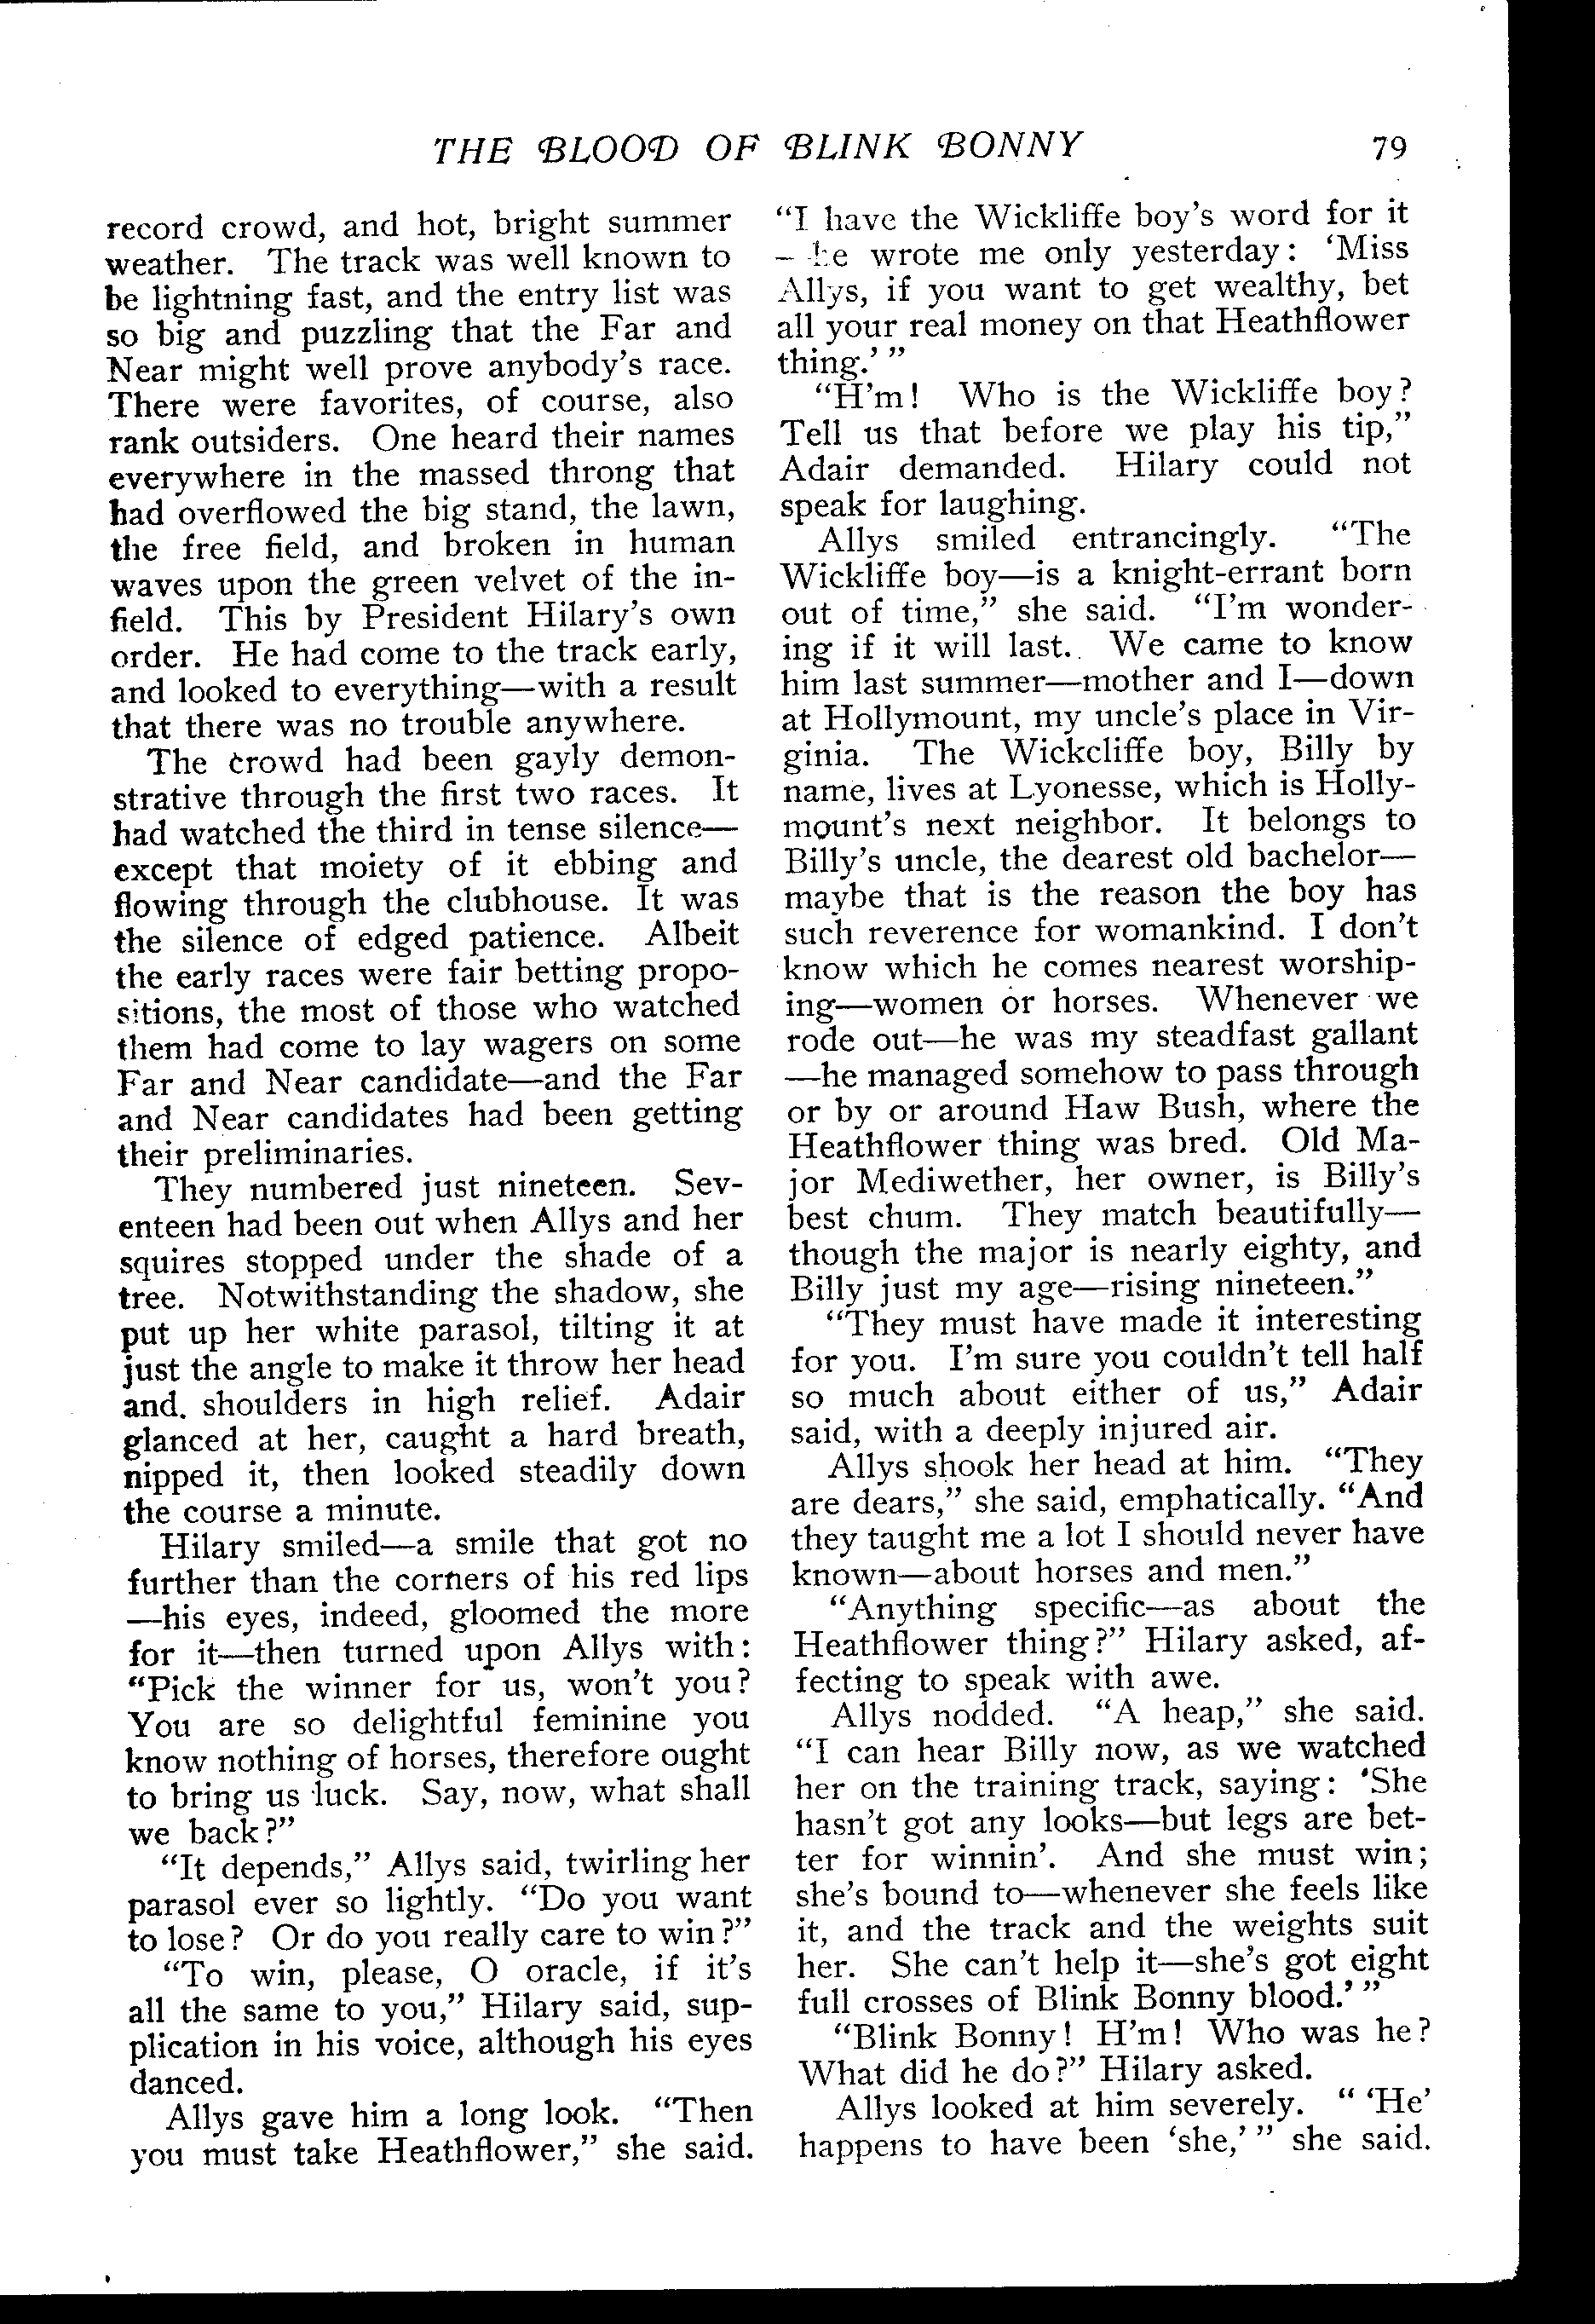 THE BLOOD OF BLINK BONNY 79
record crowd, and hot, bright summer
weather. The track was well known to
be lightning fast, and the entry list was
so big and puzzling that the Far and
Near might well prove anybody's race.
There were favorites, of course, also
rank outsiders. One heard their names
everywhere in the massed throng that
had overflowed the big stand, the lawn,
the free field, and broken in human
waves upon the green velvet of the in-
field. This by President Hilary's own
order. He had come to the track early,
and looked to everything—with a result
that there was no trouble anywhere.
The crowd had been gayly demon-
strative through the first two races. It
had watched the third in tense silence—
except that moiety of it ebbing and
flowing through the clubhouse. It was
the silence of edged patience. Albeit
the early races were fair betting propo-
sitions, the most of those who watched
them had come to lay wagers on some
Far and Near candidate—and the Far
and Near candidates had been getting
their preliminaries.
They numbered just nineteen. Sev-
enteen had been out when Allys and her
squires stopped under the shade of a
tree. Notwithstanding the shadow, she
put up her white parasol, tilting it at
just the angle to make it throw her head
and. shoulders in high relief. Adair
glanced at her, caught a hard breath,
nipped it, then looked steadily down
the course a minute.
Hilary smiled—a smile that got no
further than the corners of his red lips
—his eyes, indeed, gloomed the more
for it—then turned upon Allys with:
"Pick the winner for us, won't you?
You are so delightful feminine you
know nothing of horses, therefore ought
to bring us luck. Say, now, what shall
we back?"
"It depends," Allys said, twirling her
parasol ever so lightly. "Do you want
to lose? Or do you really care to win?"
"To win, please, O oracle, if it's
all the same to you," Hilary said, sup-
plication in his voice, although his eyes
danced.
Allys gave him a long look. "Then
you must take Heathflower," she said.
"I have the Wickliffe boy's word for it
—he wrote me only yesterday: 'Miss
Allys, if you want to get wealthy, bet
all your real money on that Heathflower
thing.'"
"H'm! Who is the Wickliffe boy?
Tell us that before we play his tip,"
Adair demanded. Hilary could not
speak for laughing.
Allys smiled entrancingly. "The
Wickliffe boy—is a knight-errant born
out of time," she said. "I'm wonder-
ing if it will last. We came to know
him last summer—mother and I—down
at Hollymount, my uncle's place in Vir-
ginia. The Wickcliffe boy, Billy by
name, lives at Lyonesse, which is Holly-
mount's next neighbor. It belongs to
Billy's uncle, the dearest old bachelor—
maybe that is the reason the boy has
such reverence for womankind. I don't
know which he comes nearest worship-
ing—women or horses. Whenever we
rode out—he was my steadfast gallant
—he managed somehow to pass through
or by or around Haw Bush, where the
Heathflower thing was bred. Old Ma-
jor Mediwether, her owner, is Billy's
best chum. They match beautifully—
though the major is nearly eighty, and
Billy just my age—rising nineteen."
"They must have made it interesting
for you. I'm sure you couldn't tell half
so much about either of us," Adair
said, with a deeply injured air.
Allys shook her head at him. "They
are dears," she said, emphatically. "And
they taught me a lot I should never have
known—about horses and men."
"Anything specific—as about the
Heathflower thing?" Hilary asked, af-
fecting to speak with awe.
Allys nodded. "A heap," she said.
"I can hear Billy now, as we watched
her on the training track, saying: 'She
hasn't got any looks—but legs are bet-
ter for winnin'. And she must win;
she's bound to—whenever she feels like
it, and the track and the weights suit
her. She can't help it—she's got eight
full crosses of Blink Bonny blood.'"
"Blink Bonny! H'm! Who was he?
What did he do?" Hilary asked.
Allys looked at him severely. "'He'
happens to have been 'she,'" she said.